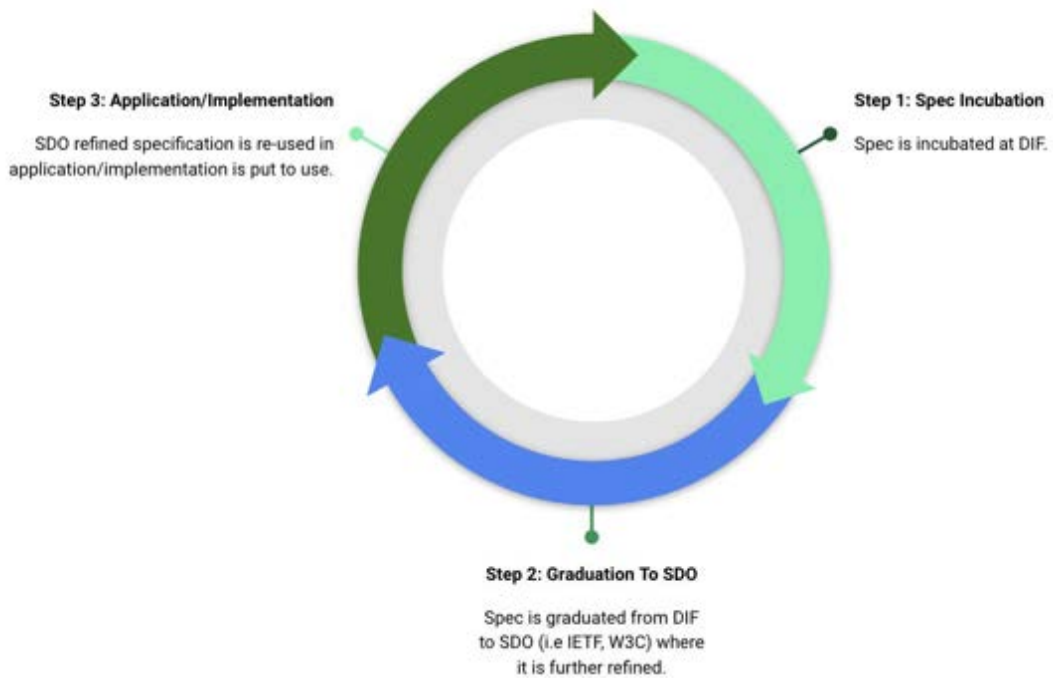 Step 1: Spec Incubation
Spec is incubated at DIF.
Step 2: Graduation To SDO
Spec is graduated from DIF
to SDO (i.e IETF, W3C) where
it is further refined.
Step 3: Application/Implementation
SDO refined specification is re-used in
application/implementation is put to use.